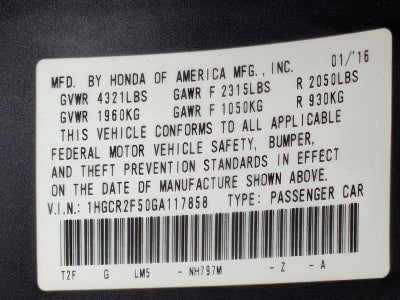 MFD. BY HONDA OF AMERICA MFG., INC. 01/'16
GVWR 4321LBS GAWR F 2315LBS R 2050LBS
GVWR 1960KG GAWR F 1050KG R 930KG
THIS VEHICLE CONFORMS TO ALL APPLICABLE
FEDERAL MOTOR VEHICLE SAFETY, BUMPER,
AND THEFT PREVENTION STANDARDS IN EFFECT
ON THE DATE OF MANUFACTURE SHOWN ABOVE.
V.I.N.: 1HGCR2F50GA117858 TYPE: PASSENGER CAR
T2F G LM5 - NH797M - Z - A